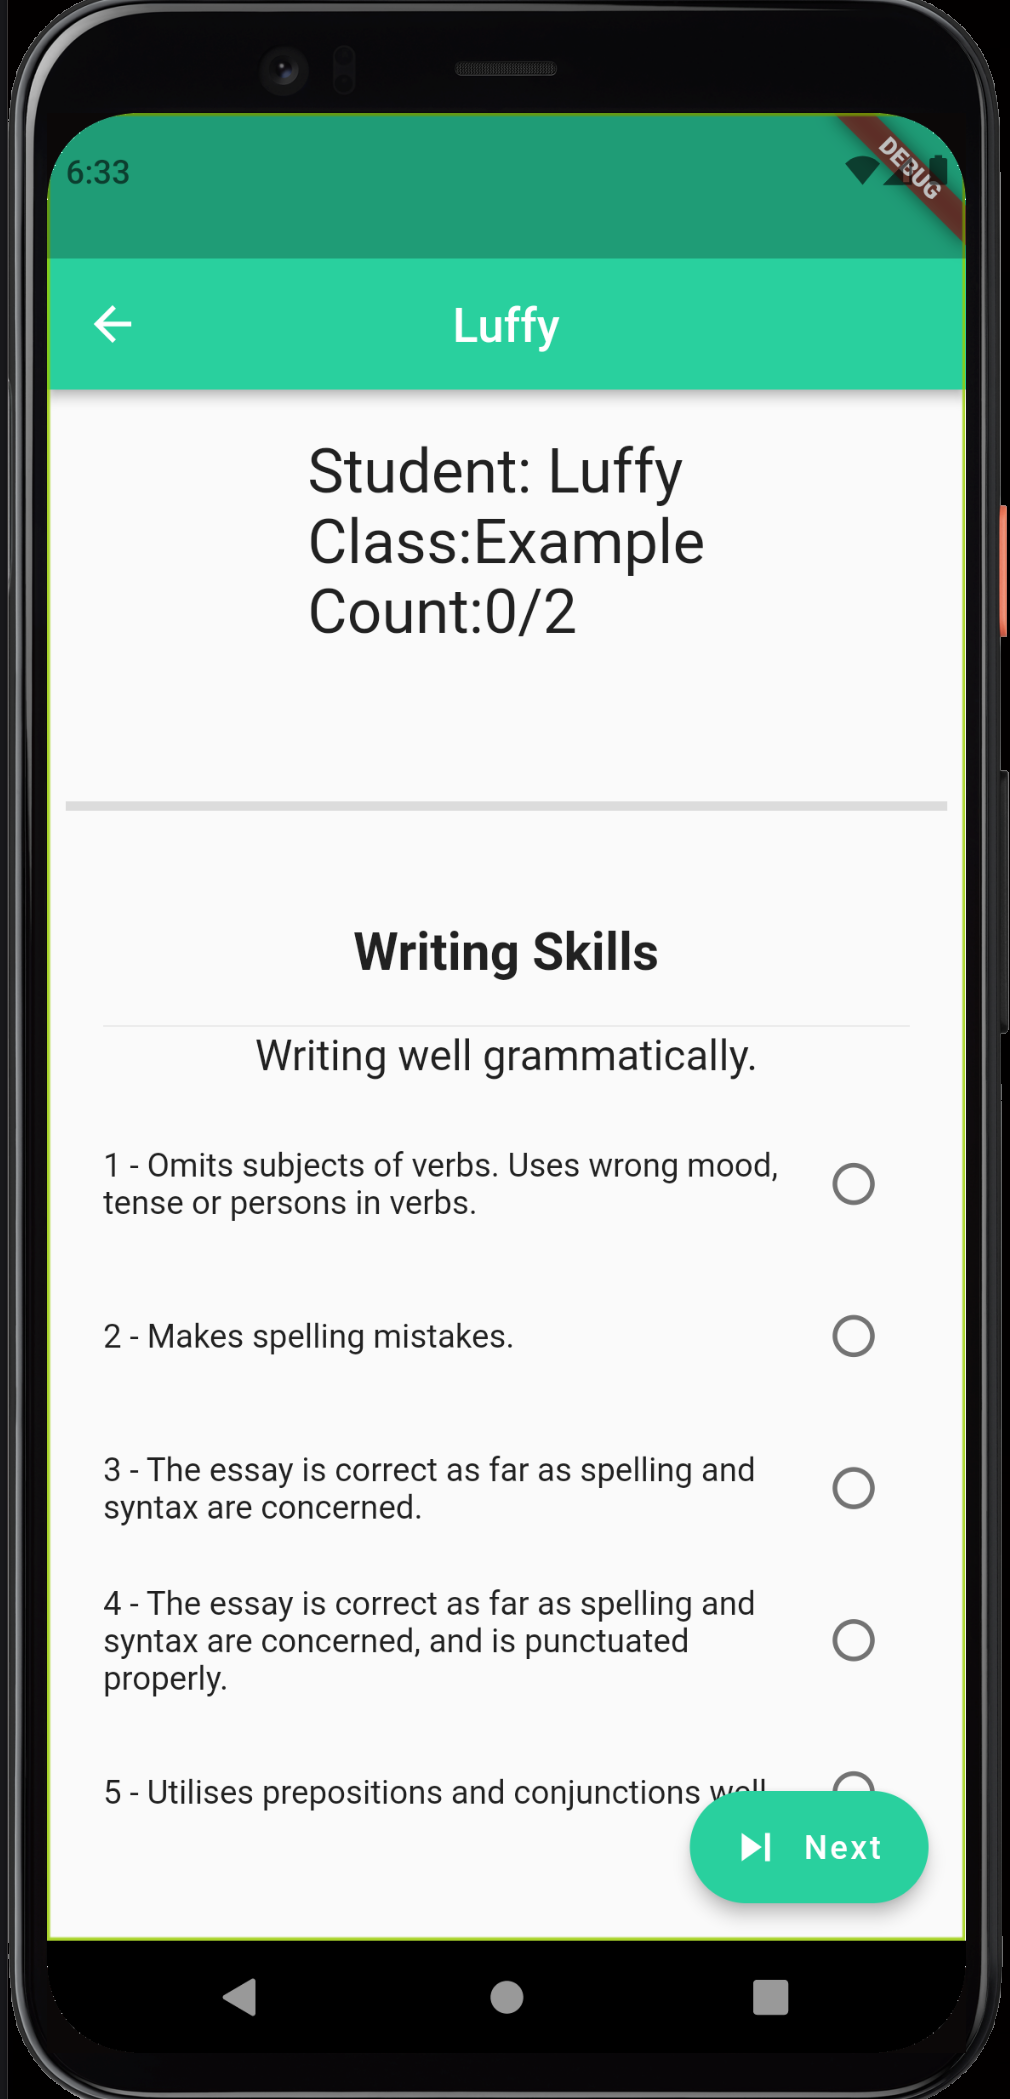 6:33
DEBUG
Luffy
Student: Luffy
Class:Example
Count:0/2
Writing Skills
Writing well grammatically.
1 - Omits subjects of verbs. Uses wrong mood,
tense or persons in verbs.
2 - Makes spelling mistakes.
3 - The essay is correct as far as spelling and
syntax are concerned.
4 - The essay is correct as far as spelling and
syntax are concerned, and is punctuated
properly.
5 - Utilises prepositions and conjunctions well
Next